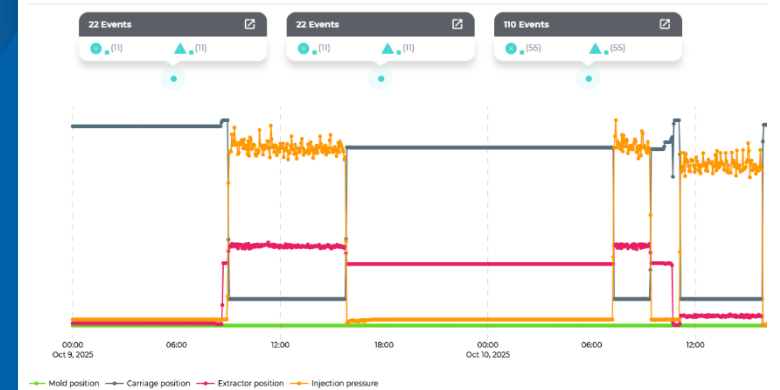 22 Events
(11) (11)
22 Events
(11) (11)
110 Events
(55) (55)
00:00 06:00 12:00 18:00 00:00 06:00 12:00
Oct 9, 2025 Oct 10, 2025
Mold position Carriage position Extractor position Injection pressure